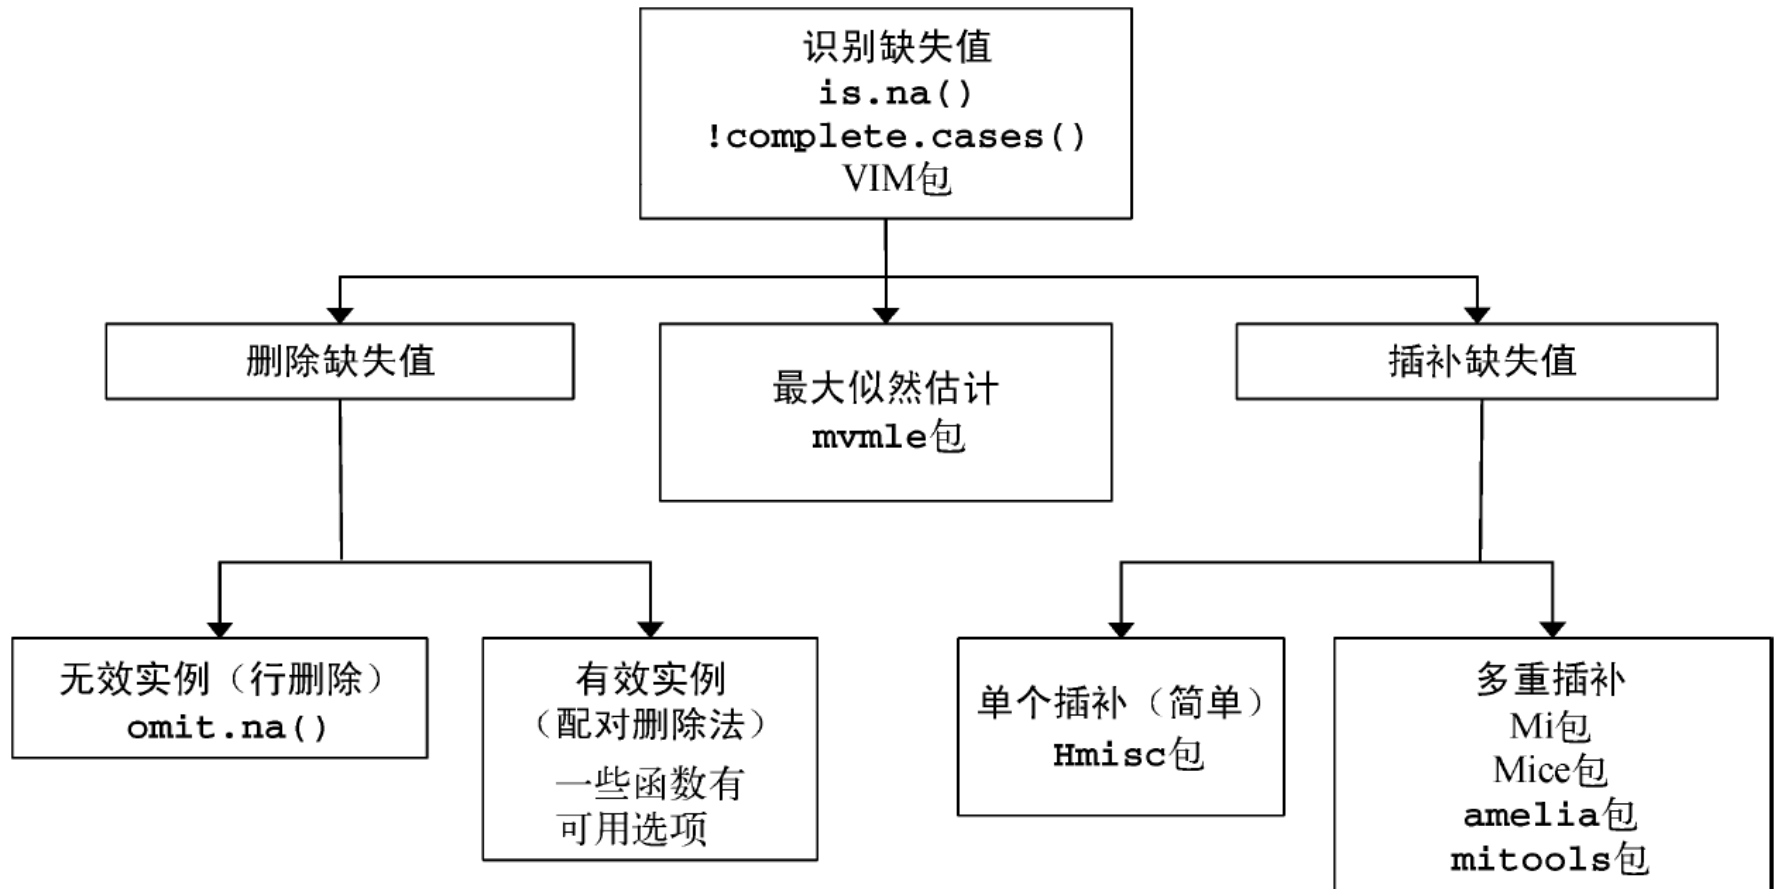 识别缺失值
is.na()
!complete.cases()
VIM包
删除缺失值
最大似然估计
mvmle包
插补缺失值
无效实例（行删除）
omit.na()
有效实例
（配对删除法）
一些函数有
可用选项
单个插补（简单）
Hmisc包
多重插补
Mi包
Mice包
amelia包
mitools包